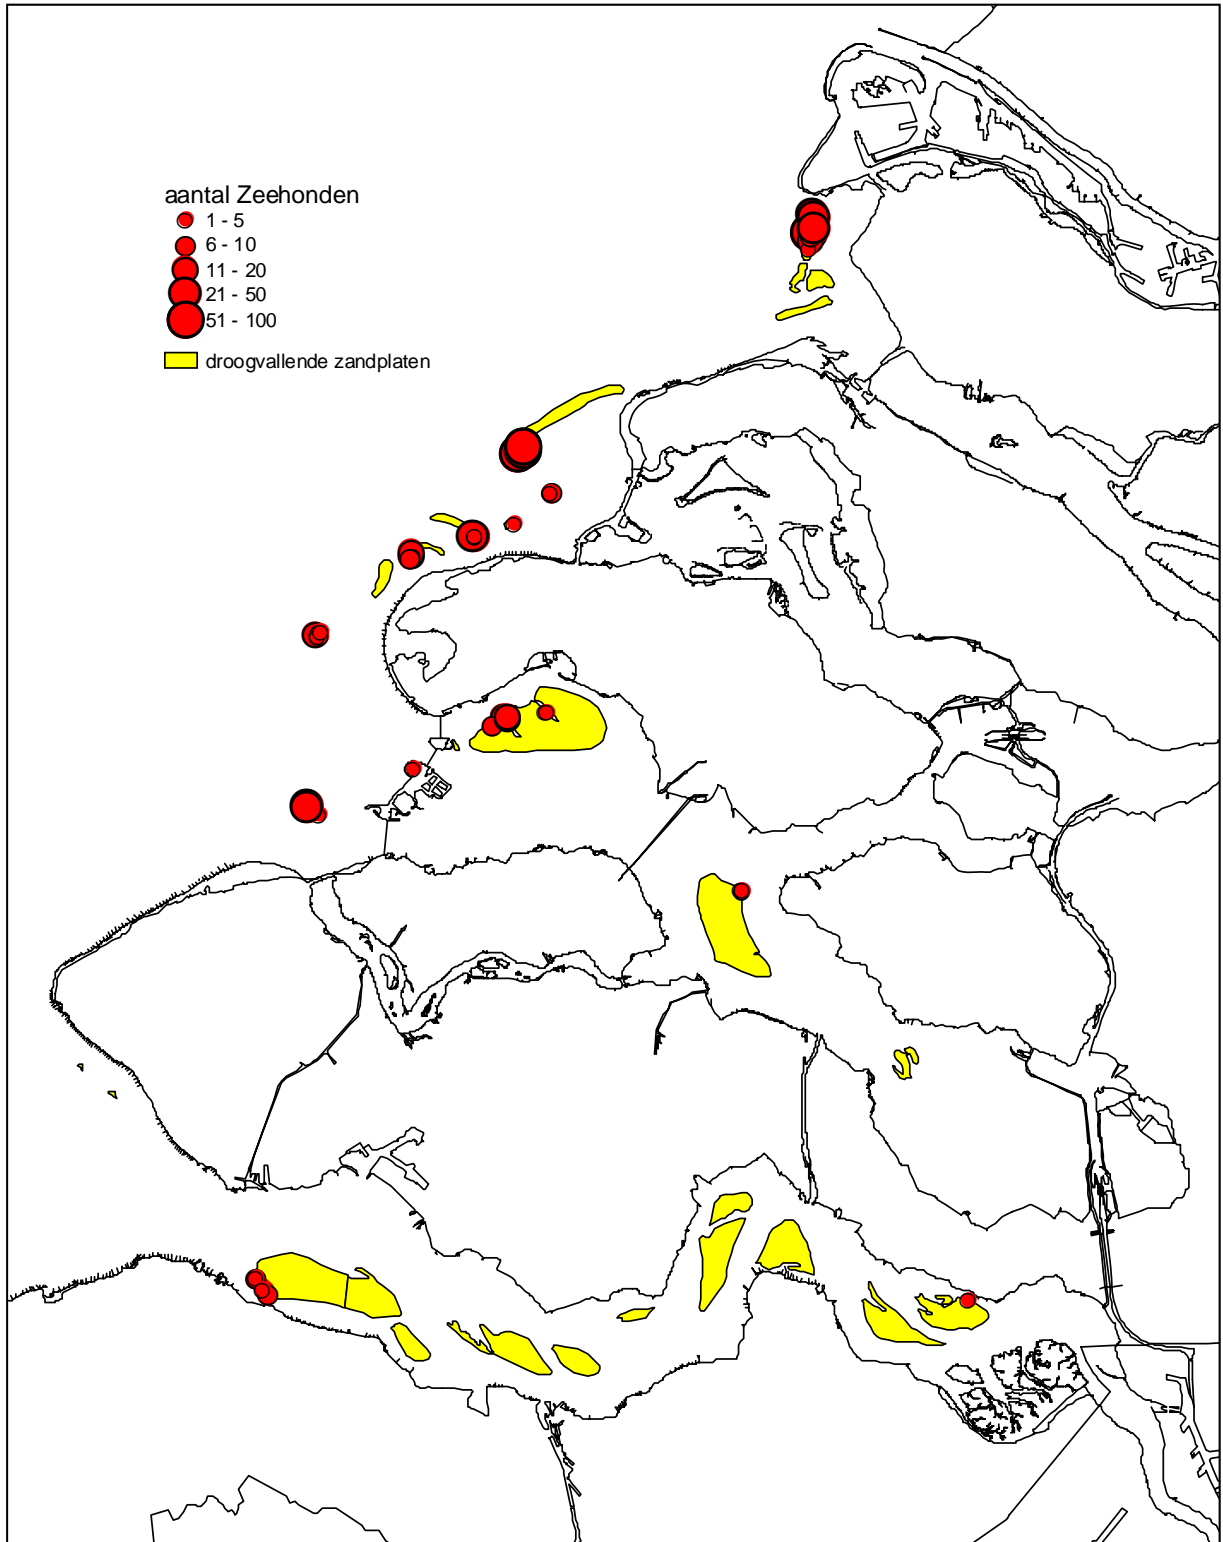 aantal Zeehonden
1 - 5
6 - 10
11 - 20
21 - 50
51 - 100
droogvallende zandplaten